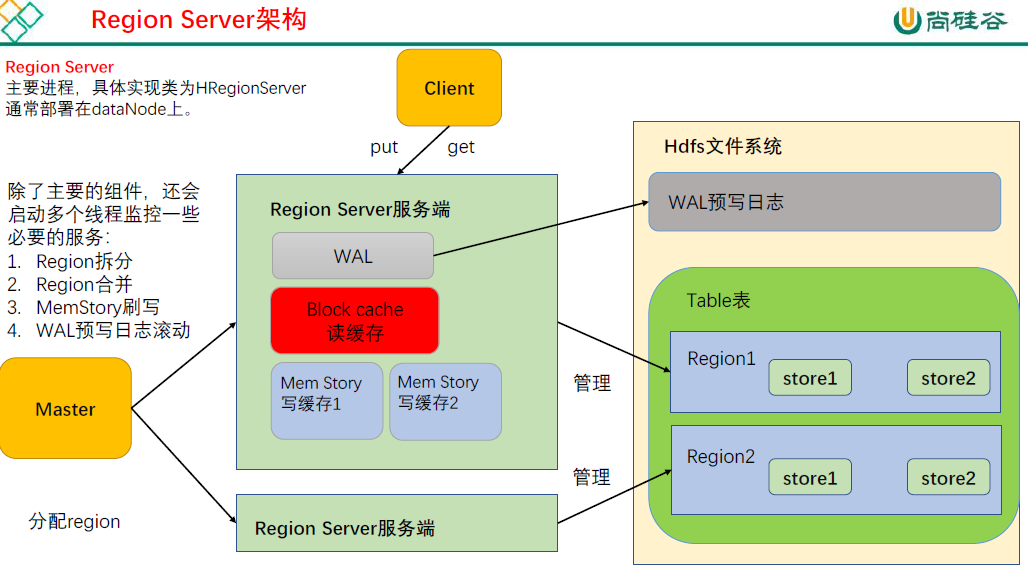 Region Server架构
尚硅谷
Region Server
主要进程，具体实现类为HRegionServer
通常部署在dataNode上。
Client
put
get
Hdfs文件系统
WAL预写日志
除了主要的组件，还会
启动多个线程监控一些
必要的服务：
1. Region拆分
2. Region合并
3. MemStory刷写
4. WAL预写日志滚动
Region Server服务端
WAL
Block cache
读缓存
Mem Story
写缓存1
Mem Story
写缓存2
Table表
Region1
store1
store2
管理
Master
Region2
store1
store2
管理
分配region
Region Server服务端